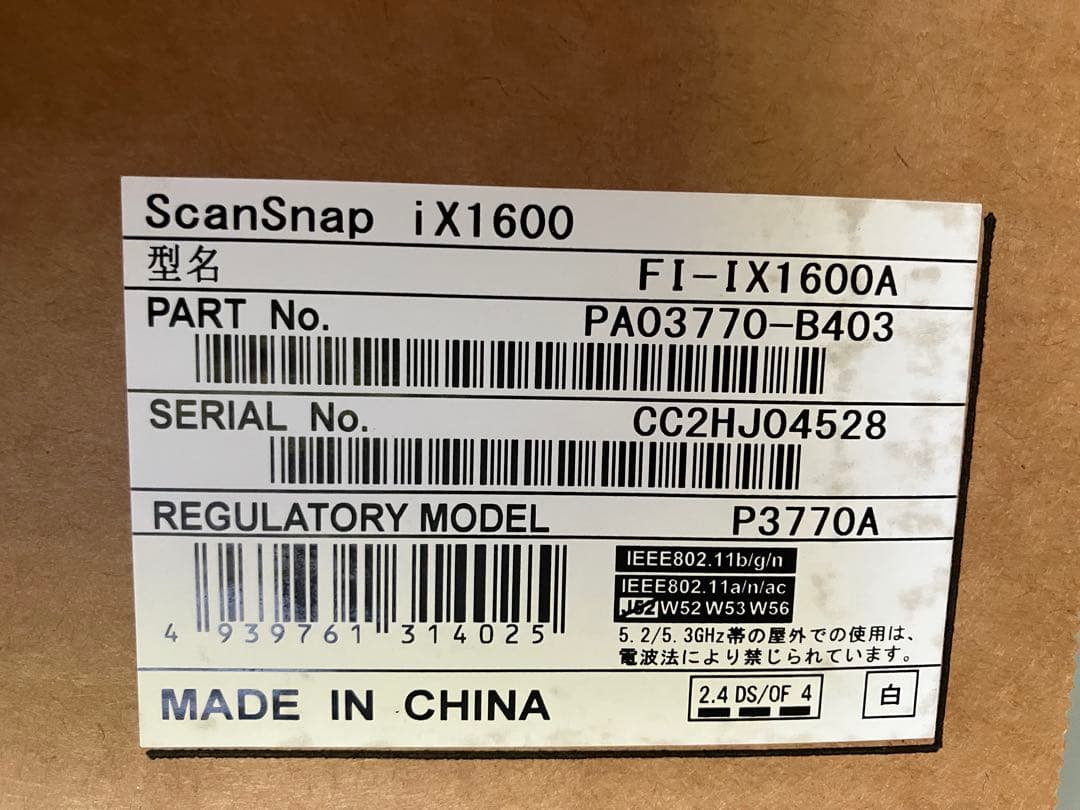 ScanSnap iX1600
型名 FI-IX1600A
PART No. PA03770-B403
SERIAL No. CC2HJ04528
REGULATORY MODEL P3770A
IEEE802.11b/g/n
IEEE802.11a/n/ac
J52 W52 W53 W56
4 939761 314025
5.2/5.3GHz帯の屋外での使用は、
電波法により禁じられています。
MADE IN CHINA
2.4 DS/OF 4
白